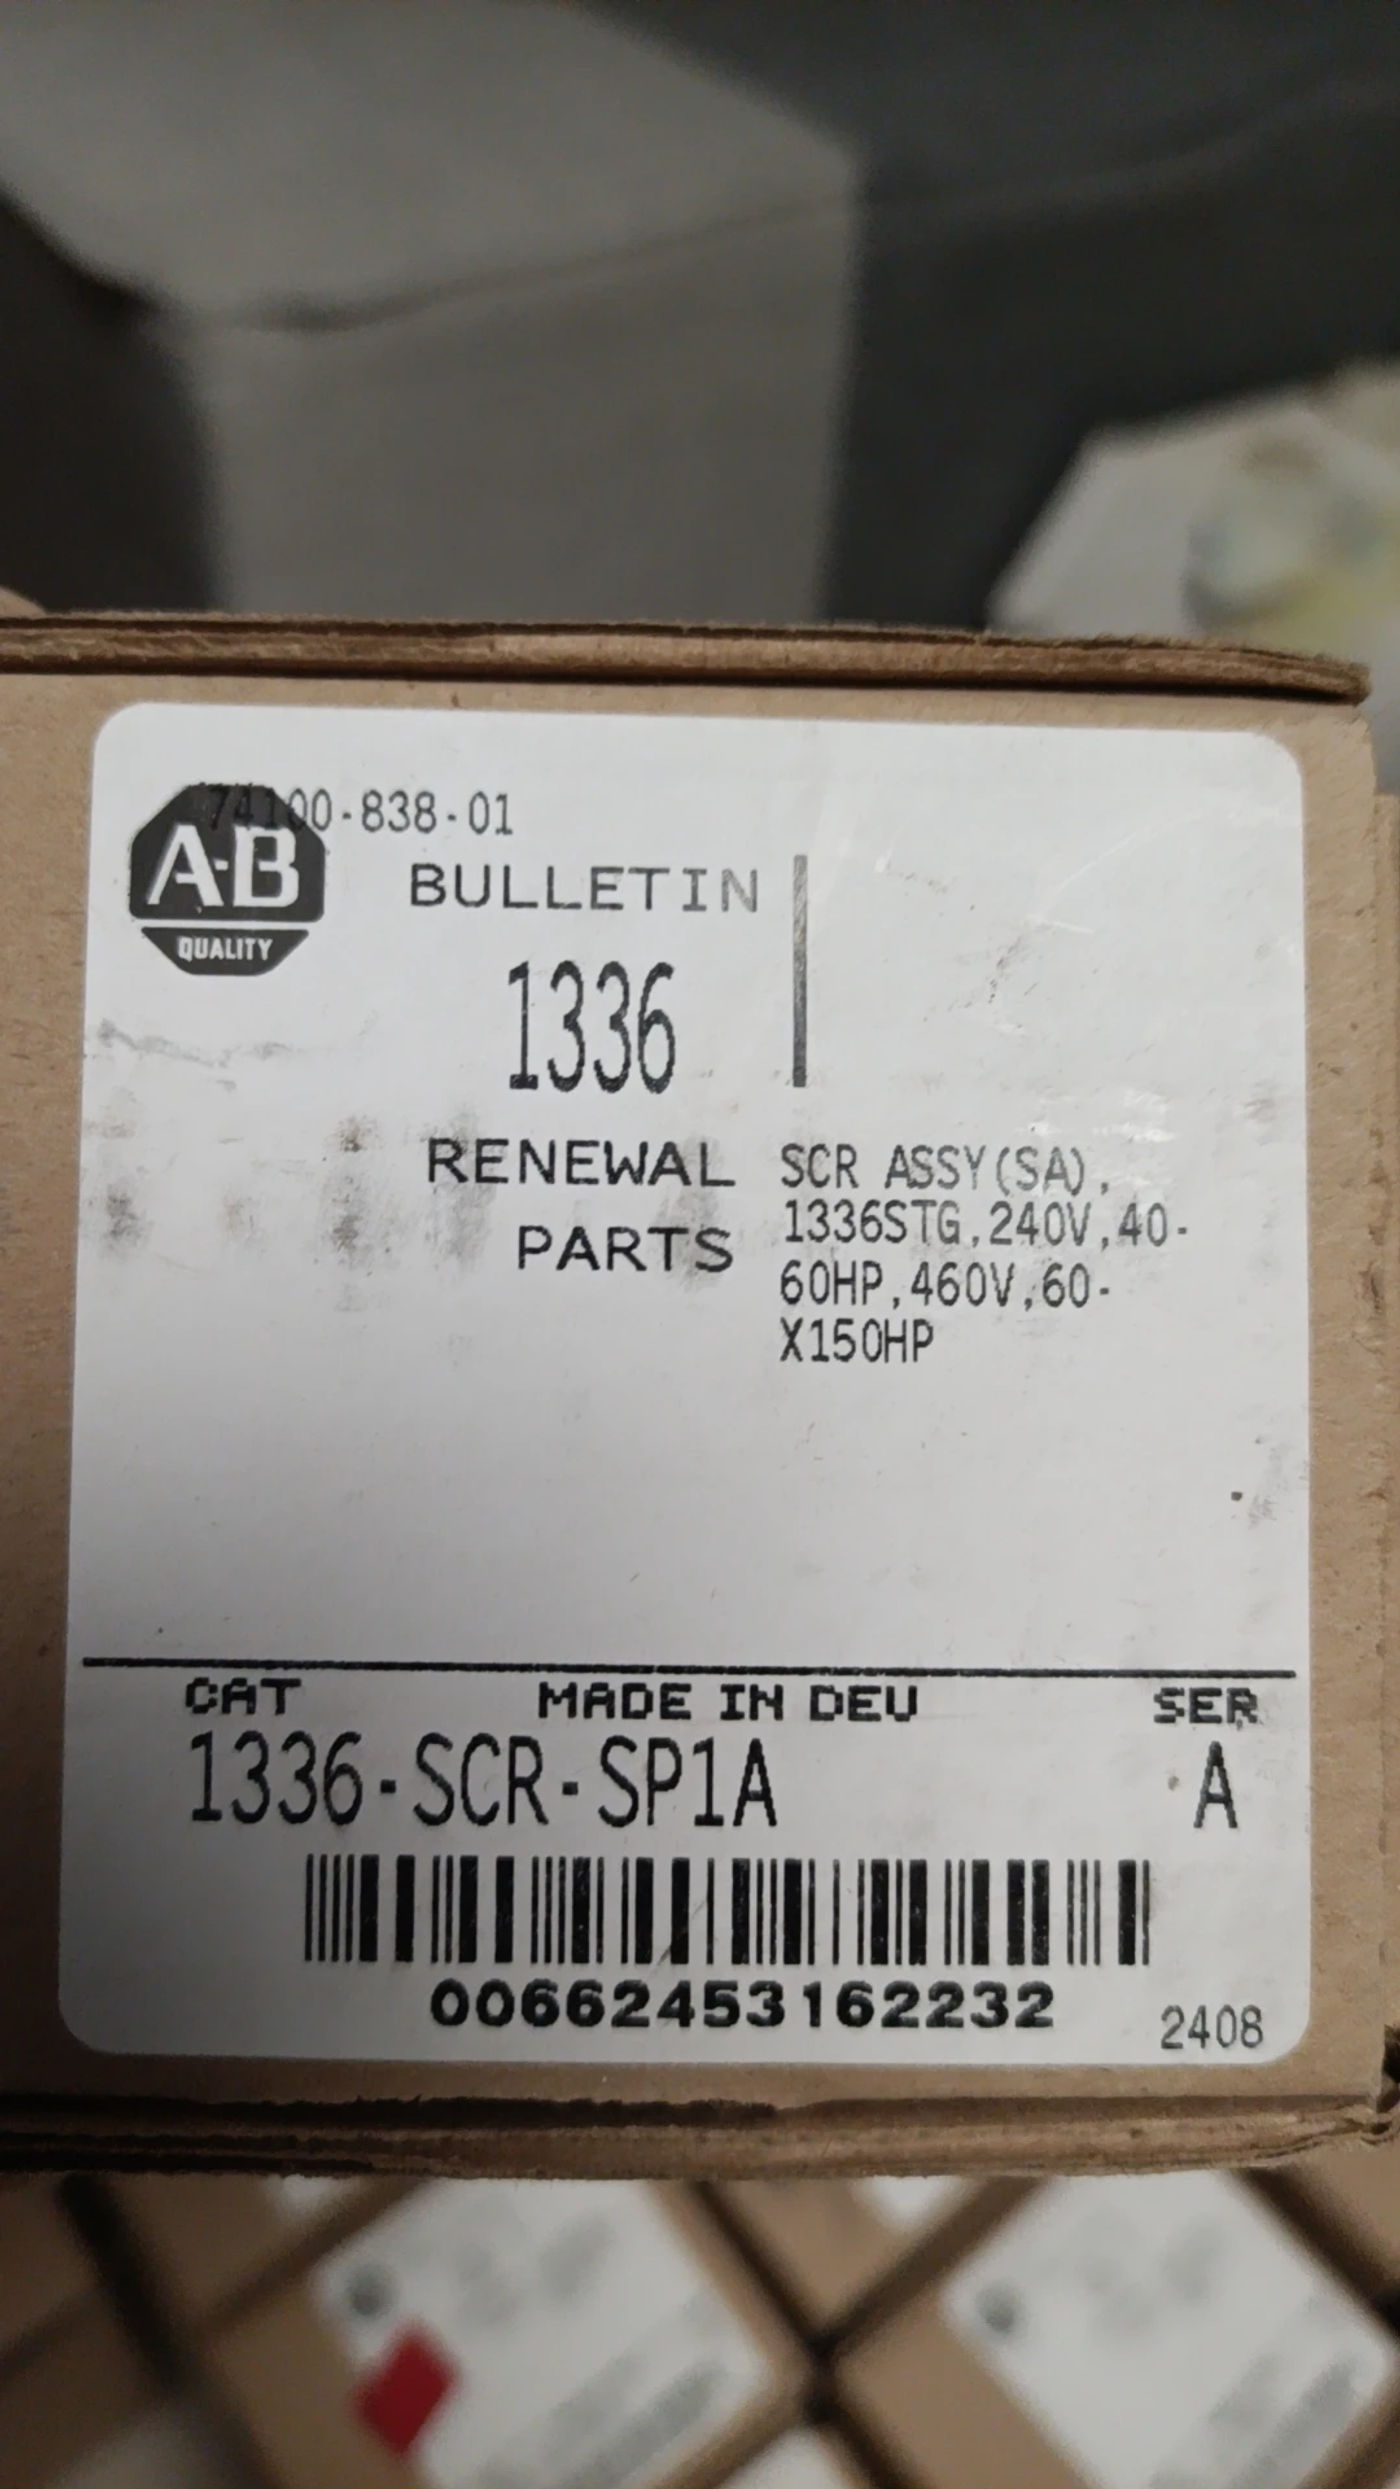 74100-838-01
A-B
QUALITY
BULLETIN
1336
RENEWAL
PARTS
SCR ASSY(SA),
1336STG,240V,40-
60HP,460V,60-
X150HP
CAT MADE IN DEU SER
1336-SCR-SP1A A
00662453162232
2408